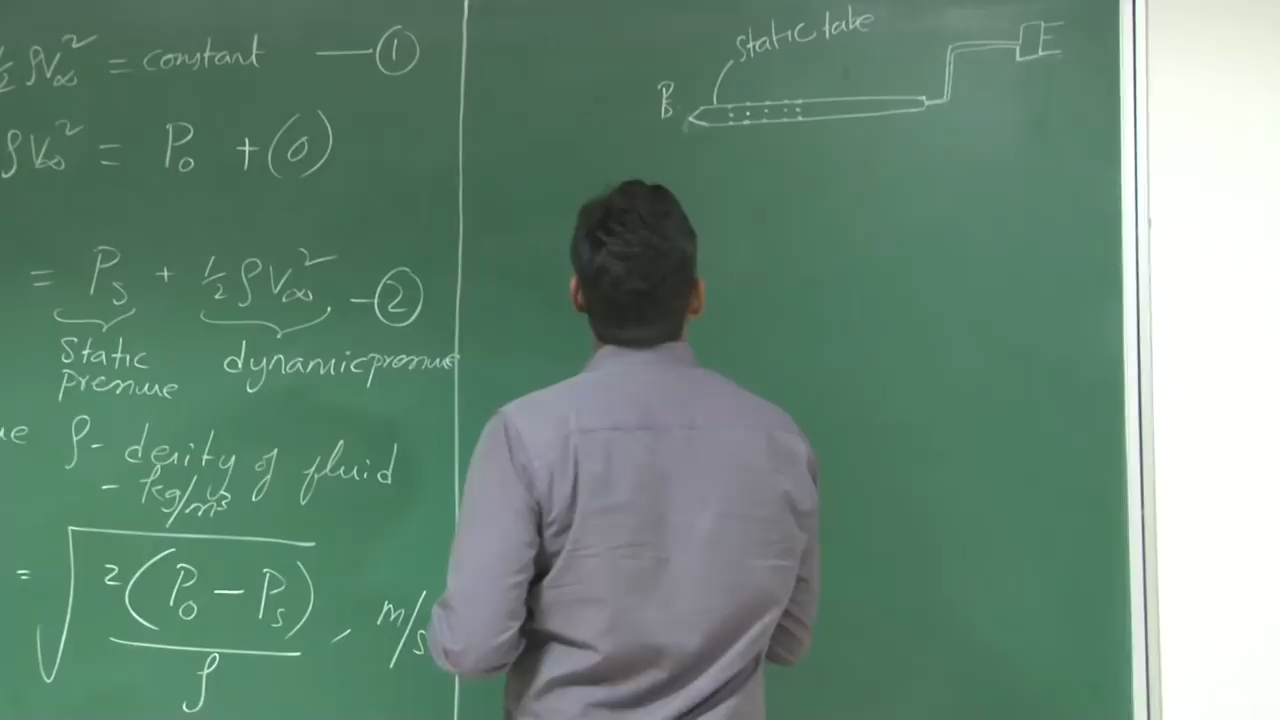 ½ ρV∞² = constant — ①
ρV∞² = P₀ + (0)
= Pₛ + ½ ρV∞² — ②
Static pressure
dynamic pressure
ρ - density of fluid
- kg/m³
= √(2(P₀ - Pₛ)/ρ) , m/s
static tube
B